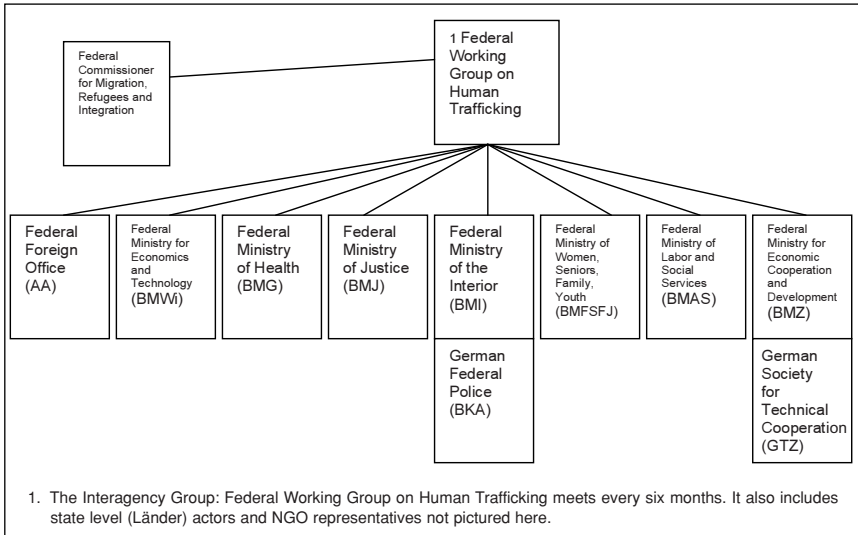 Federal
Commissioner
for Migration,
Refugees and
Integration
1 Federal
Working
Group on
Human
Trafficking
Federal
Foreign
Office
(AA)
Federal
Ministry for
Economics
and
Technology
(BMWi)
Federal
Ministry
of Health
(BMG)
Federal
Ministry
of Justice
(BMJ)
Federal
Ministry
of the
Interior
(BMI)
Federal
Ministry of
Women,
Seniors,
Family,
Youth
(BMFSFJ)
Federal
Ministry of
Labor and
Social
Services
(BMAS)
Federal
Ministry for
Economic
Cooperation
and
Development
(BMZ)
German
Federal
Police
(BKA)
German
Society
for
Technical
Cooperation
(GTZ)
1. The Interagency Group: Federal Working Group on Human Trafficking meets every six months. It also includes
state level (Länder) actors and NGO representatives not pictured here.